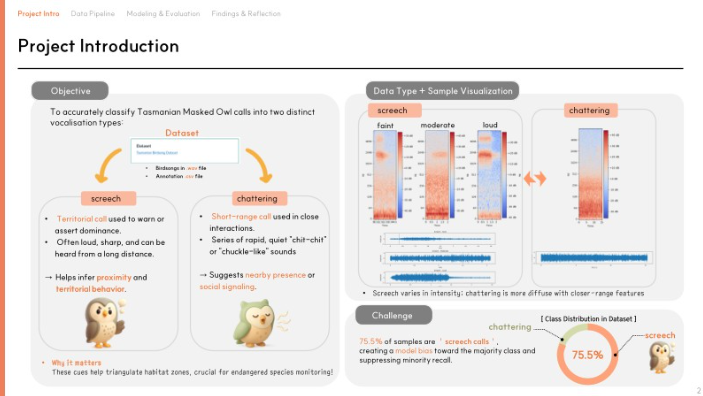 Project Intro    Data Pipeline    Modeling & Evaluation    Findings & Reflection
Project Introduction
Objective
To accurately classify Tasmanian Masked Owl calls into two distinct
vocalisation types:
Dataset
Dataset
• Birdsongs in .wav file
• Annotation .csv file
screech
• Territorial call used to warn or
assert dominance.
• Often loud, sharp, and can be
heard from a long distance.
→ Helps infer proximity and
territorial behavior.
chattering
• Short-range call used in close
interactions.
• Series of rapid, quiet "chit-chit"
or "chuckle-like" sounds
→ Suggests nearby presence or
social signaling.
• Why it matters
These cues help triangulate habitat zones, crucial for endangered species monitoring!
Data Type + Sample Visualization
screech
faint    moderate    loud
chattering
• Screech varies in intensity; chattering is more diffuse with closer-range features
Challenge
75.5% of samples are ' screech calls ' ,
creating a model bias toward the majority class and
suppressing minority recall.
[ Class Distribution in Dataset ]
chattering
screech
75.5%
2